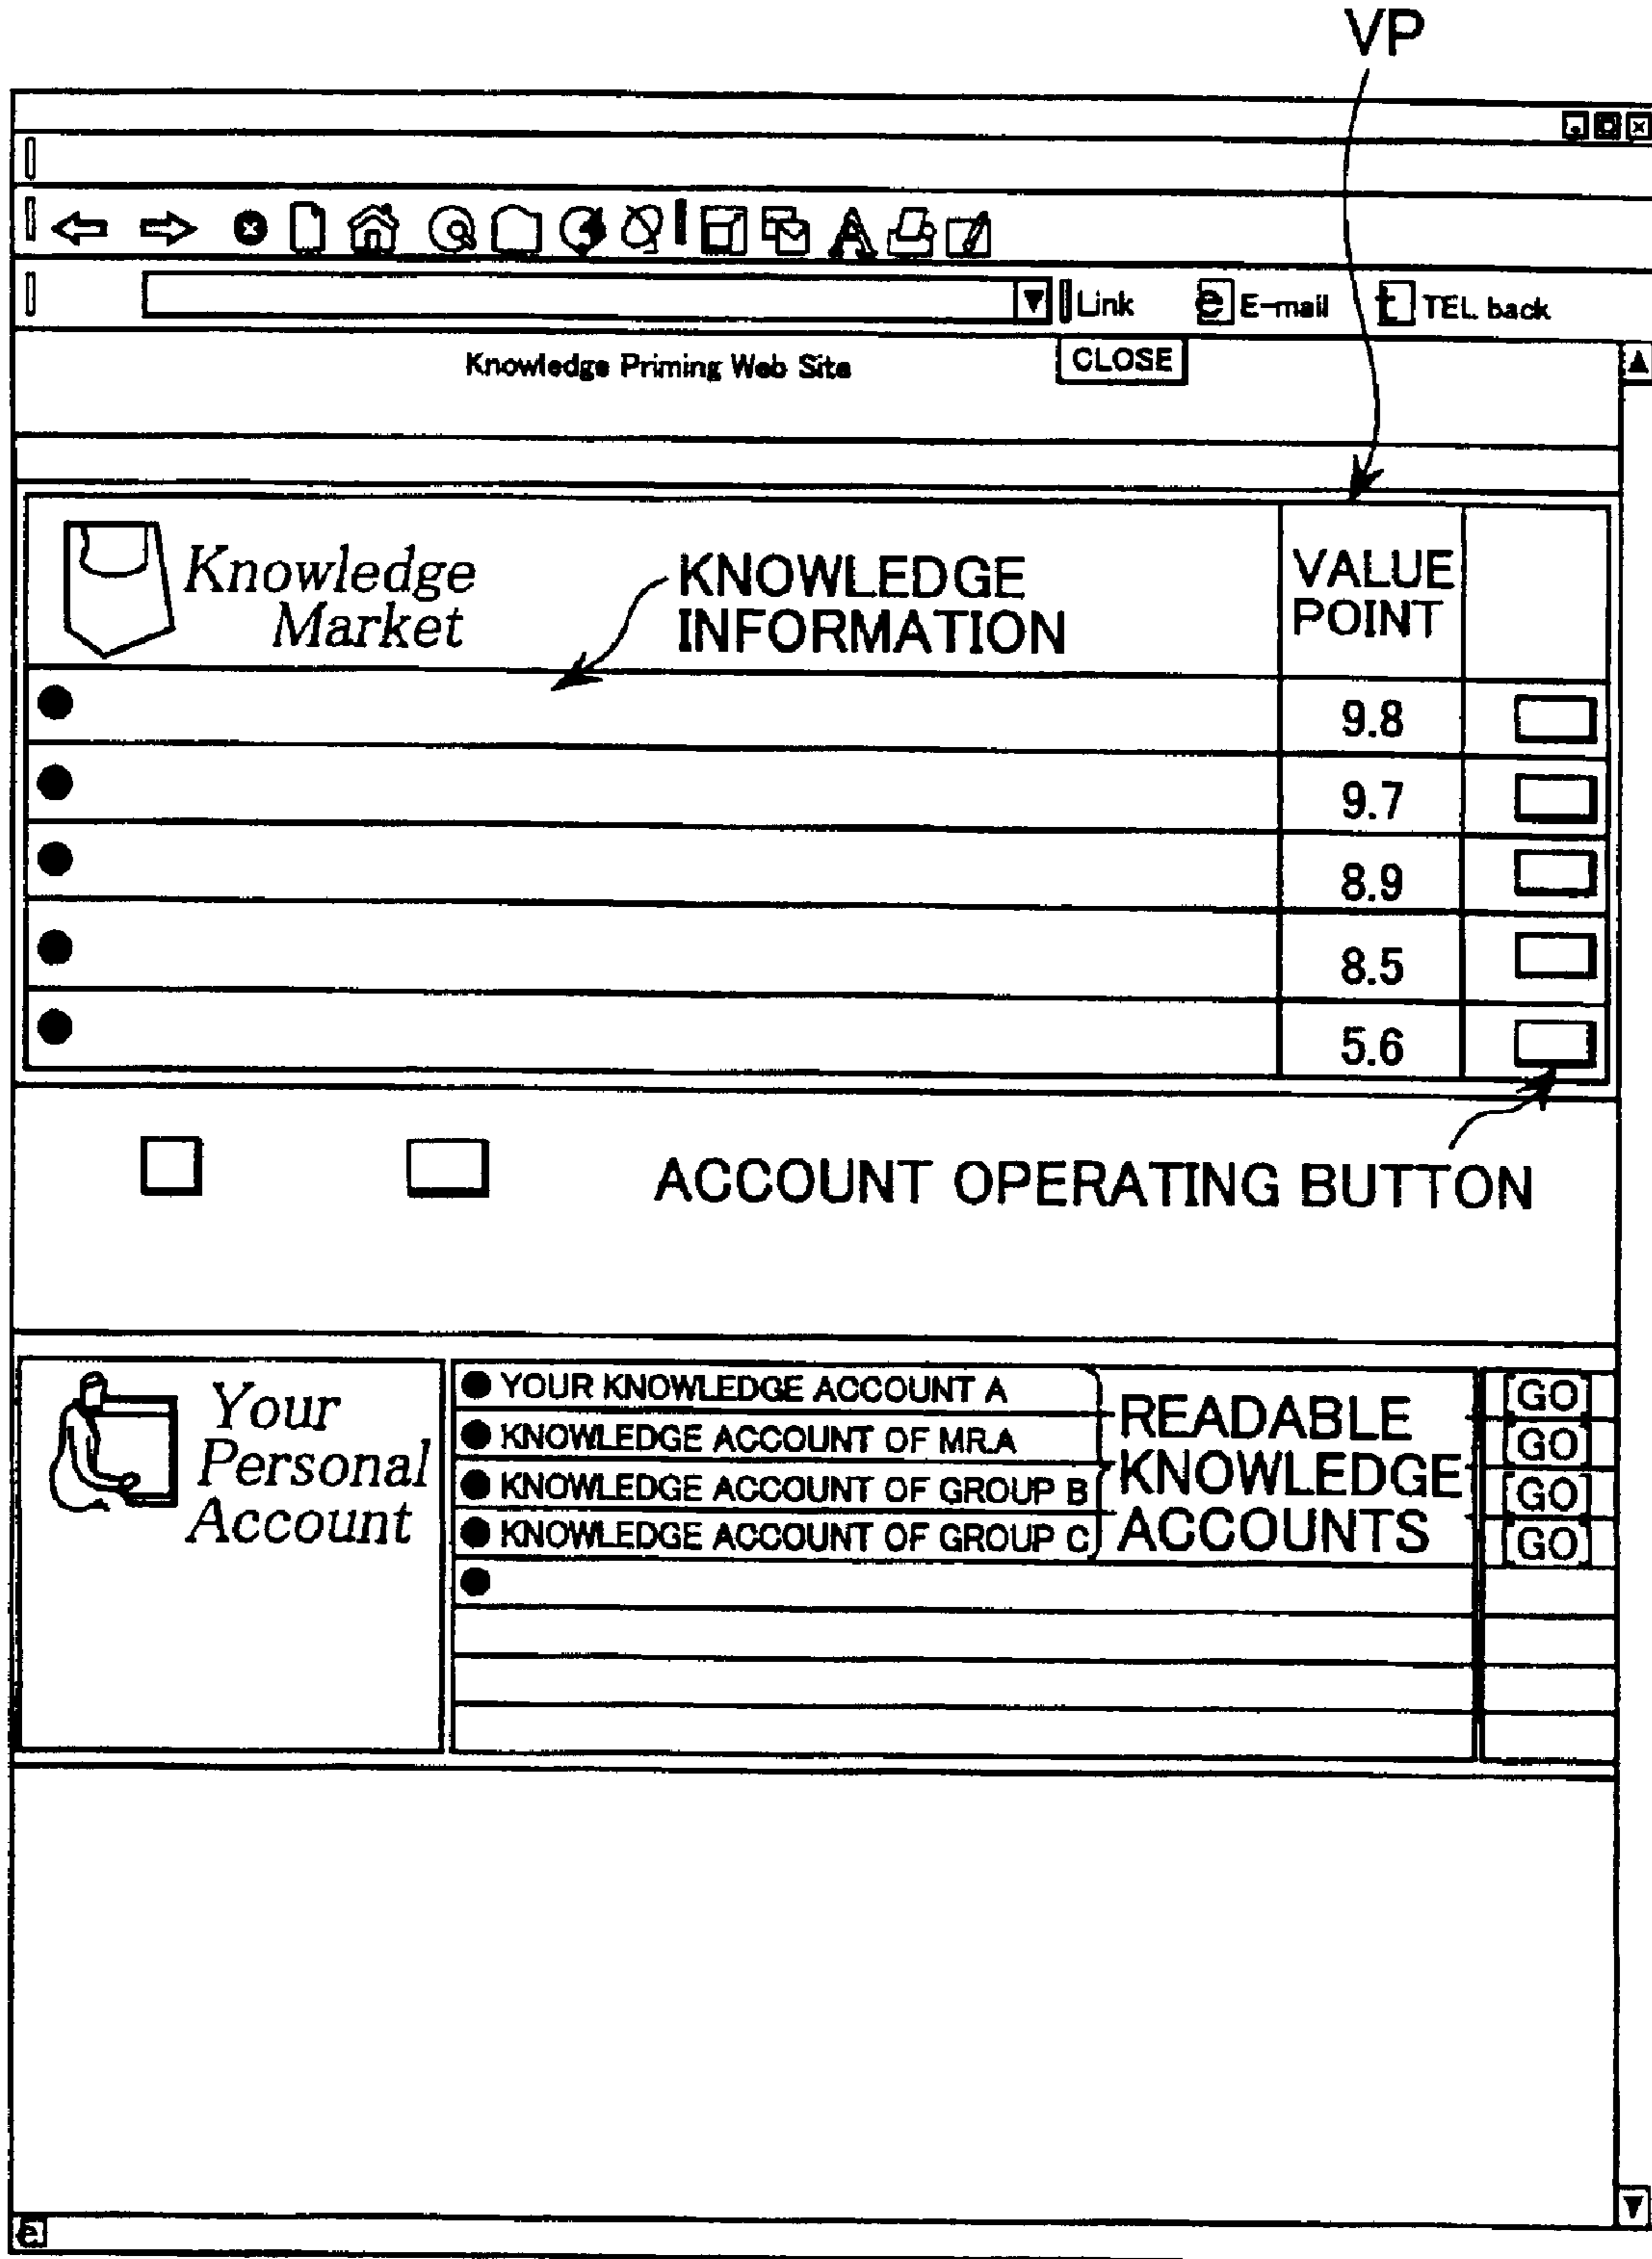 VP
Link e E-mail t TEL back
Knowledge Priming Web Site CLOSE
Knowledge
Market
KNOWLEDGE
INFORMATION
VALUE
POINT
9.8
9.7
8.9
8.5
5.6
ACCOUNT OPERATING BUTTON
Your
Personal
Account
YOUR KNOWLEDGE ACCOUNT A
KNOWLEDGE ACCOUNT OF MR.A
KNOWLEDGE ACCOUNT OF GROUP B
KNOWLEDGE ACCOUNT OF GROUP C
READABLE
KNOWLEDGE
ACCOUNTS
[GO]
[GO]
[GO]
[GO]
e